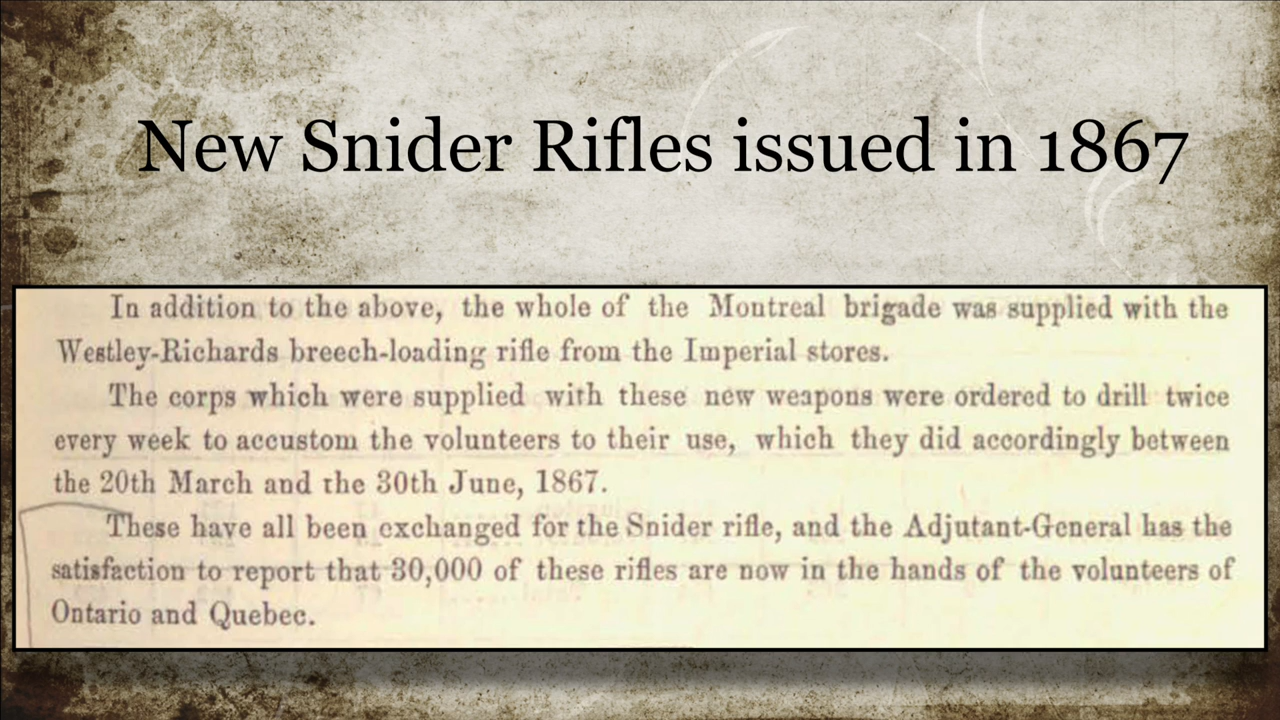 New Snider Rifles issued in 1867
In addition to the above, the whole of the Montreal brigade was supplied with the
Westley-Richards breech-loading rifle from the Imperial stores.
The corps which were supplied with these new weapons were ordered to drill twice
every week to accustom the volunteers to their use, which they did accordingly between
the 20th March and the 30th June, 1867.
These have all been exchanged for the Snider rifle, and the Adjutant-General has the
satisfaction to report that 30,000 of these rifles are now in the hands of the volunteers of
Ontario and Quebec.